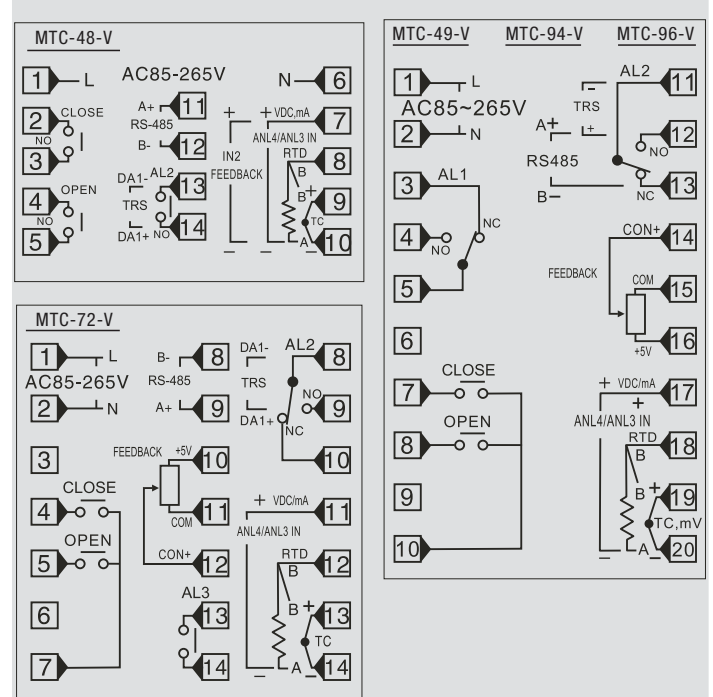 MTC-48-V
1 L AC85-265V N 6
2 CLOSE A+ 11 + + VDC,mA 7
NO RS-485 ANL4/ANL3 IN
3 B- 12 IN2 RTD 8
FEEDBACK B
4 OPEN DA1- AL2 13 B + 9
NO TRS TC
5 DA1+ NO 14 - - A - 10
MTC-72-V
1 L B- 8 DA1- AL2 8
AC85-265V RS-485 TRS NO
2 N A+ 9 DA1+ NC 9
3 FEEDBACK +5V 10 10
CLOSE
4 COM 11 + VDC/mA 11
OPEN ANL4/ANL3 IN
5 CON+ 12 RTD B 12
6 AL3 13 B + 13
TC
7 14 - A - 14
MTC-49-V MTC-94-V MTC-96-V
1 L - AL2 11
AC85~265V TRS
2 N A+ + NO 12
RS485
3 AL1 B- NC 13
NC
4 NO CON+ 14
5 FEEDBACK COM 15
6 +5V 16
CLOSE
7 + VDC/mA 17
OPEN +
ANL4/ANL3 IN
8 RTD 18
B
9 B + 19
TC,mV
10 - A - 20